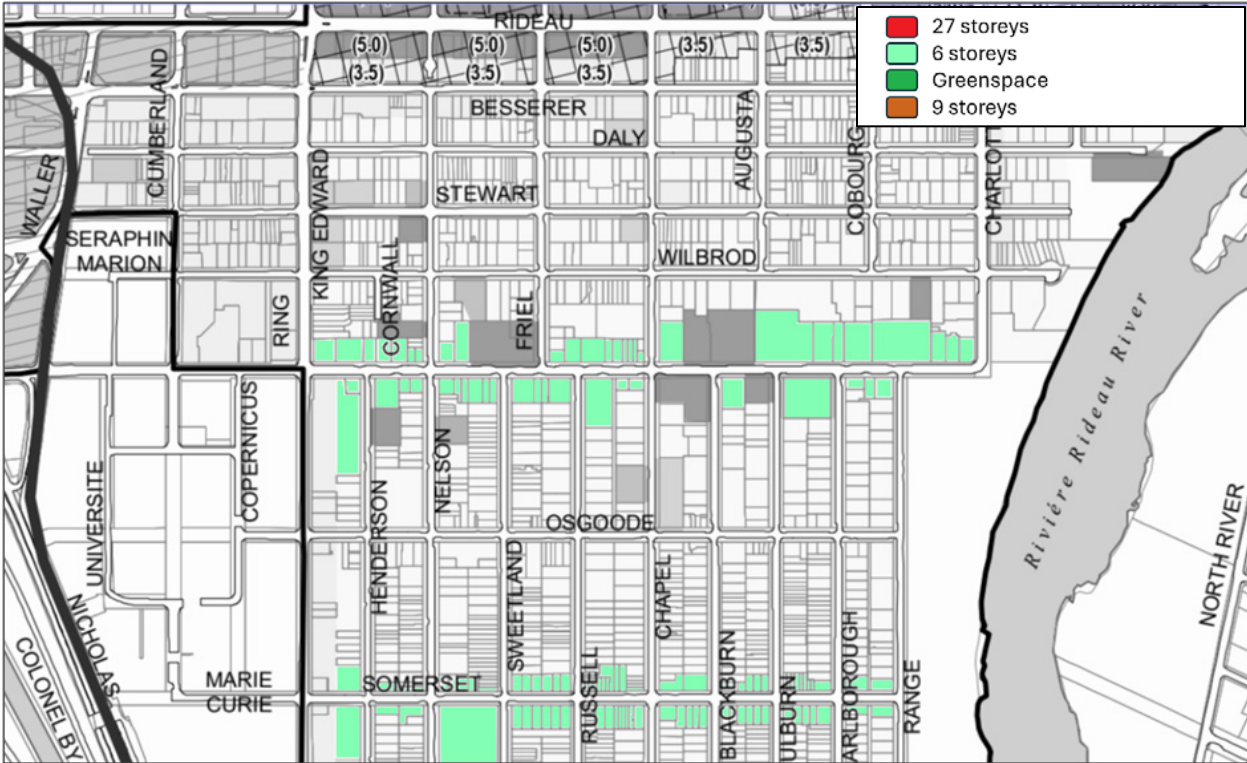 RIDEAU
27 storeys
6 storeys
Greenspace
9 storeys
(5.0)
(5.0)
(5.0)
(3.5)
(3.5)
(3.5)
(3.5)
(3.5)
CUMBERLAND
BESSERER
DALY
AUGUSTA
COBOURG
CHARLOTT
WALLER
KING EDWARD
STEWART
SERAPHIN
MARION
CORNWALL
WILBROD
RING
FRIEL
Rivière Rideau River
COPERNICUS
UNIVERSITE
NELSON
HENDERSON
OSGOODE
SWEETLAND
CHAPEL
NORTH RIVER
NICHOLAS
COLONEL BY
MARIE
CURIE
SOMERSET
RUSSELL
BLACKBURN
ULBURN
ARLBOROUGH
RANGE